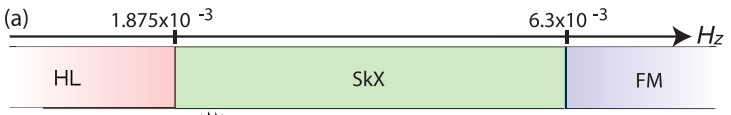 (a) 1.875x10⁻³ 6.3x10⁻³
Hz
HL SkX FM